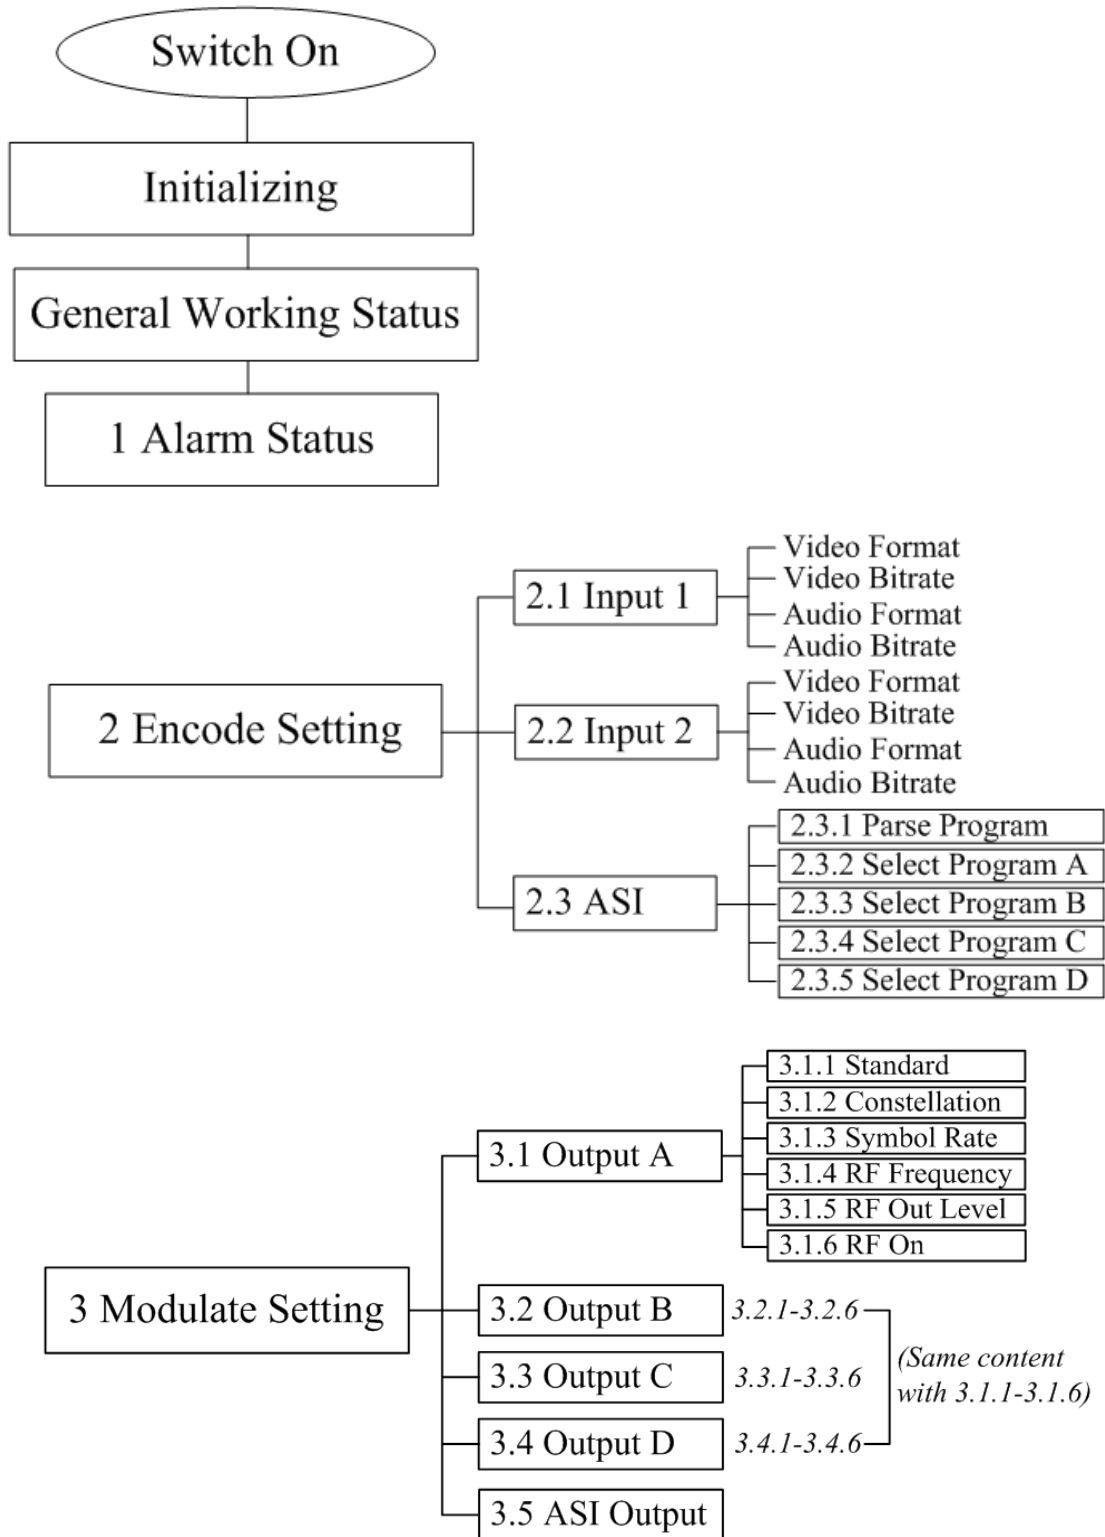 Switch On
Initializing
General Working Status
1 Alarm Status
2 Encode Setting
2.1 Input 1
Video Format
Video Bitrate
Audio Format
Audio Bitrate
2.2 Input 2
Video Format
Video Bitrate
Audio Format
Audio Bitrate
2.3 ASI
2.3.1 Parse Program
2.3.2 Select Program A
2.3.3 Select Program B
2.3.4 Select Program C
2.3.5 Select Program D
3 Modulate Setting
3.1 Output A
3.1.1 Standard
3.1.2 Constellation
3.1.3 Symbol Rate
3.1.4 RF Frequency
3.1.5 RF Out Level
3.1.6 RF On
3.2 Output B
3.2.1-3.2.6
3.3 Output C
3.3.1-3.3.6
3.4 Output D
3.4.1-3.4.6
(Same content
with 3.1.1-3.1.6)
3.5 ASI Output